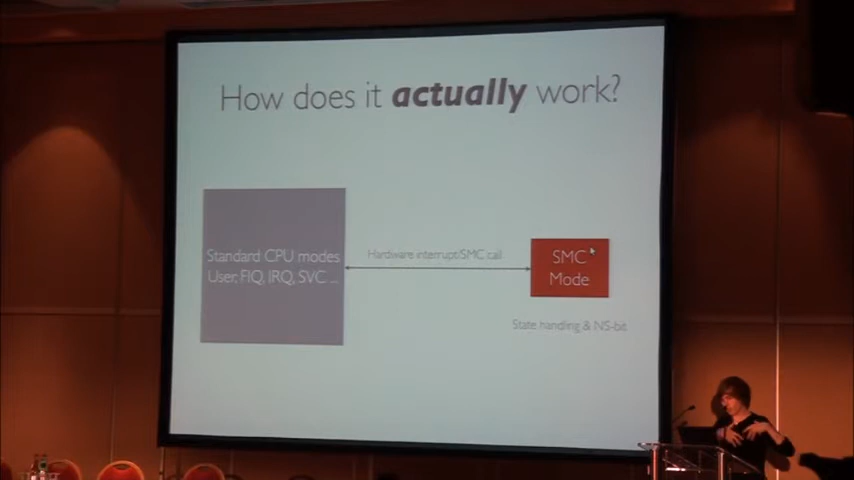 How does it actually work?
Standard CPU modes
User, FIQ, IRQ, SVC ...
Hardware interrupt/SMC call
SMC
Mode
State handling & NS-bit